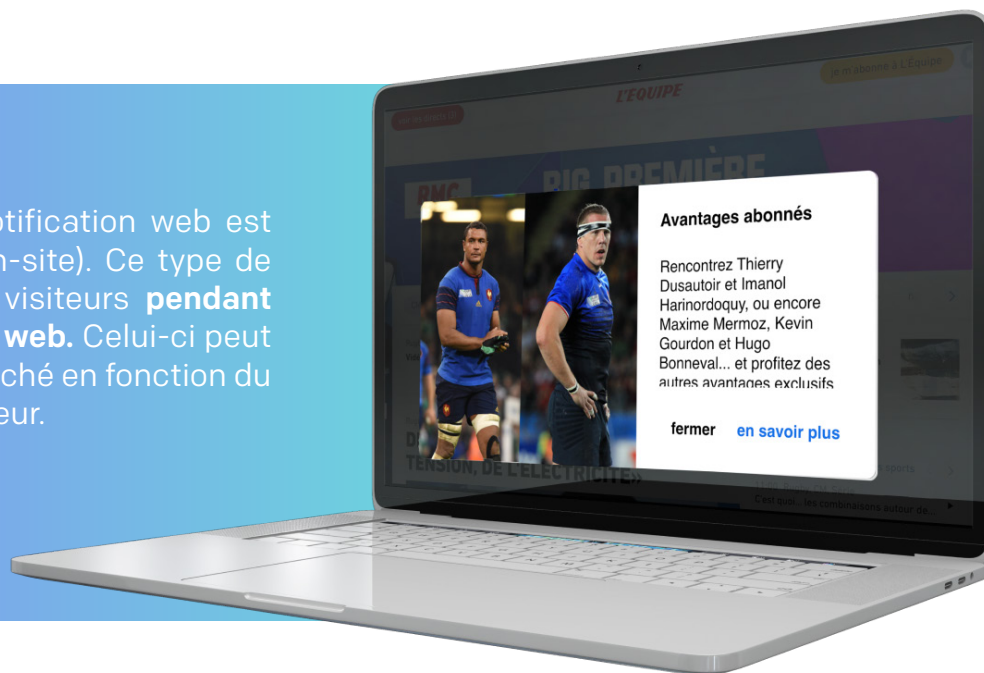 otification web est
n-site). Ce type de
visiteurs pendant
web. Celui-ci peut
ché en fonction du
eur.
L'EQUIPE
je m'abonne à L'Équipe
RMC
BIG PREMIÈRE
Avantages abonnés
Rencontrez Thierry
Dusautoir et Imanol
Harinordoquy, ou encore
Maxime Mermoz, Kevin
Gourdon et Hugo
Bonneval... et profitez des
autres avantages exclusifs
fermer en savoir plus
TENSION, DE L'ÉLECTRICITÉ»
sports
C'est quoi... les combinaisons autour de...